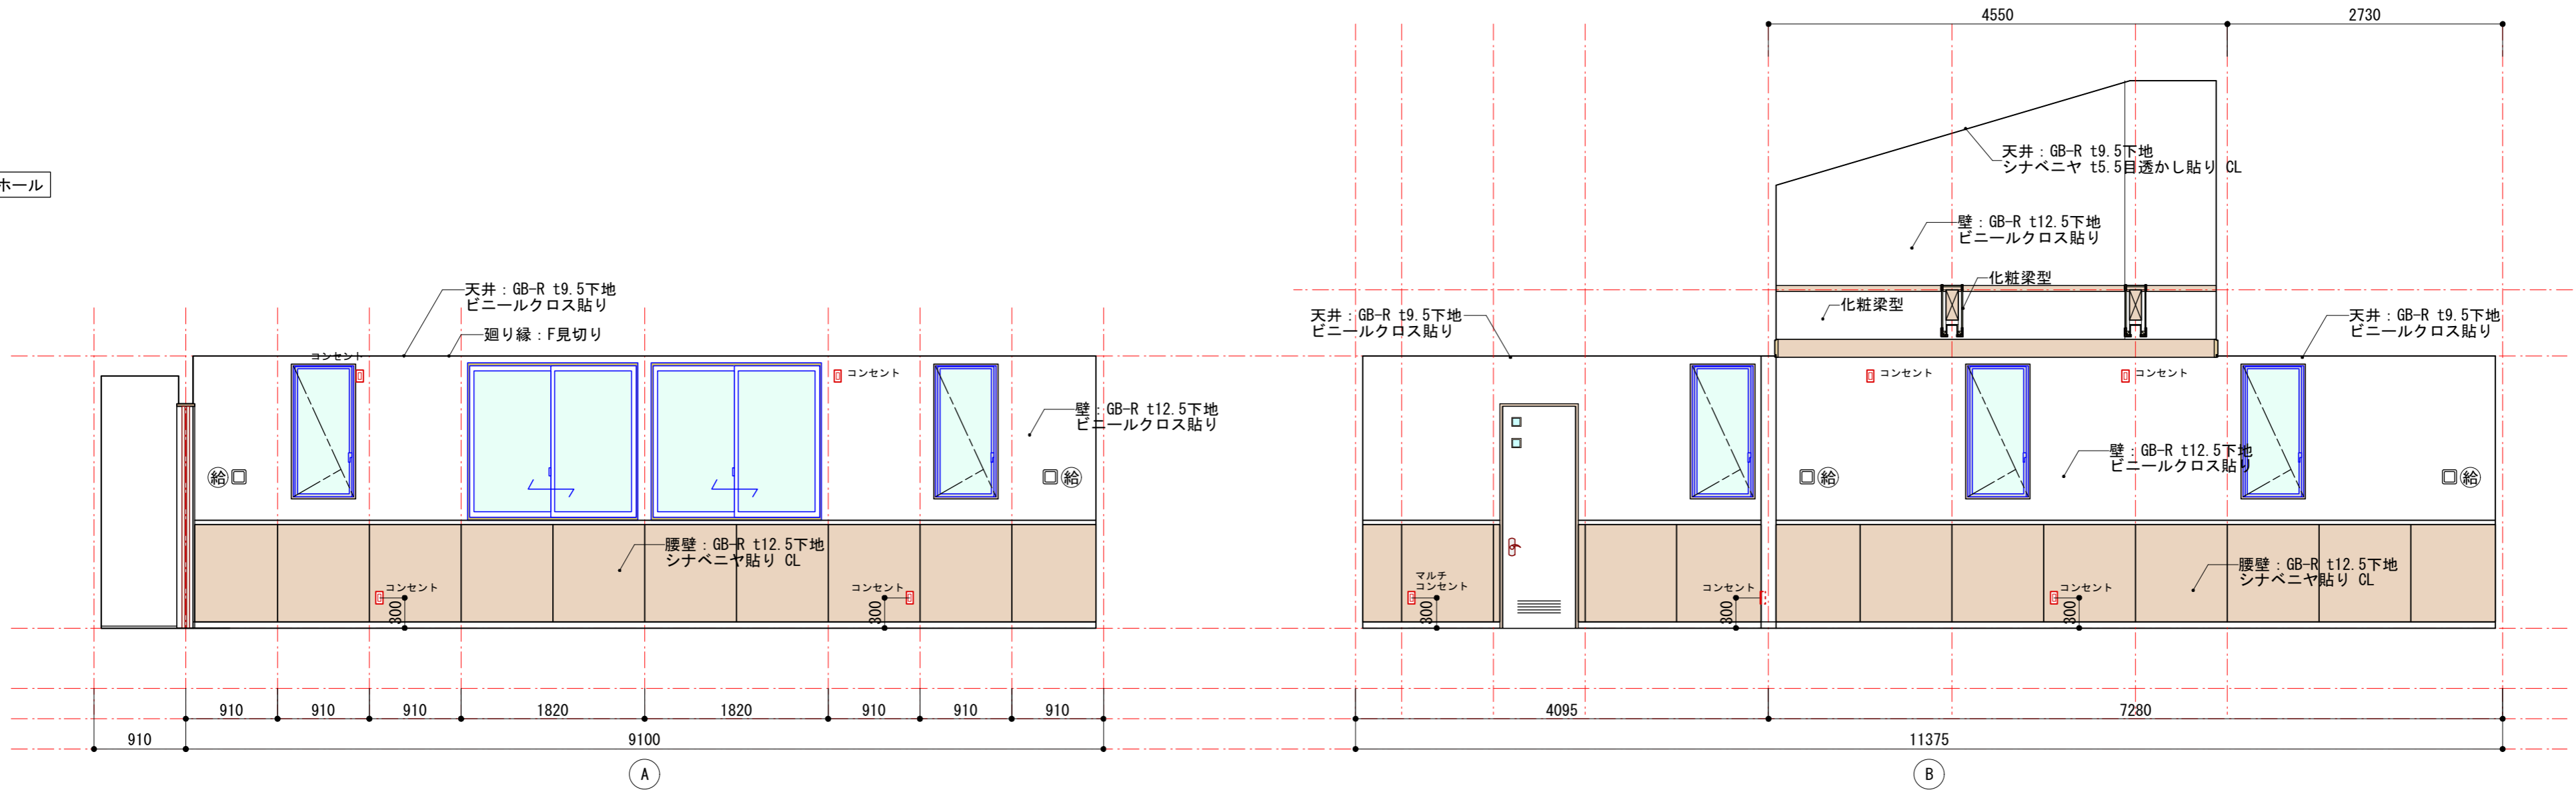 4550
2730
ホール
天井：GB-R t9.5下地
シナベニヤ t5.5目透かし貼り CL
壁：GB-R t12.5下地
ビニールクロス貼り
化粧梁型
化粧梁型
天井：GB-R t9.5下地
ビニールクロス貼り
廻り縁：F見切り
天井：GB-R t9.5下地
ビニールクロス貼り
天井：GB-R t9.5下地
ビニールクロス貼り
コンセント
コンセント
コンセント
コンセント
壁：GB-R t12.5下地
ビニールクロス貼り
壁：GB-R t12.5下地
ビニールクロス貼り
給
給
給
給
腰壁：GB-R t12.5下地
シナベニヤ貼り CL
腰壁：GB-R t12.5下地
シナベニヤ貼り CL
コンセント
300
コンセント
300
マルチ
コンセント
300
コンセント
300
コンセント
300
910
910
910
1820
1820
910
910
910
4095
7280
910
9100
11375
A
B